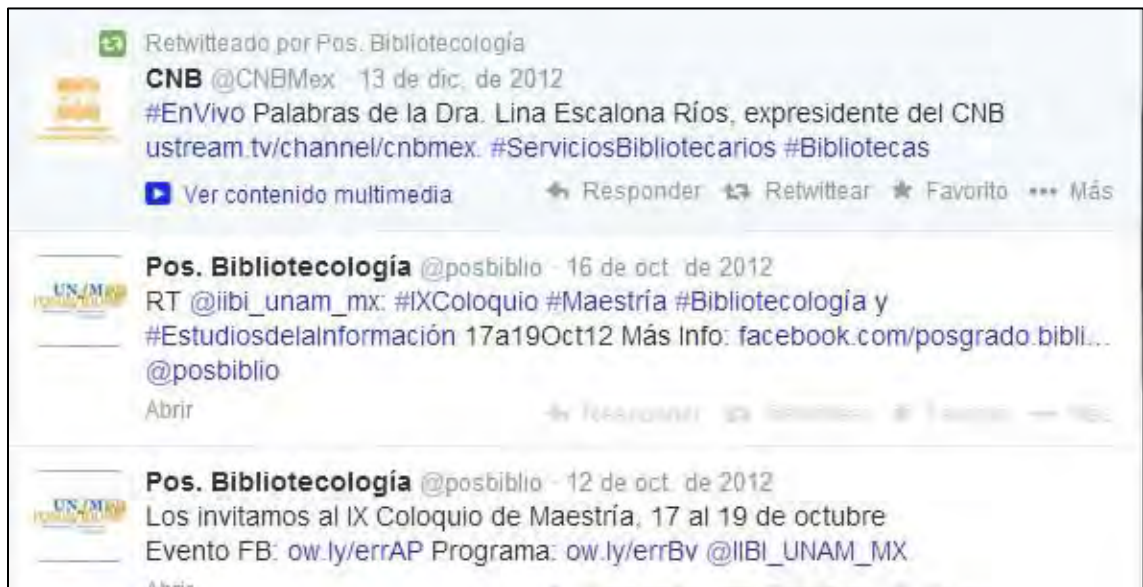 Retwitteado por Pos. Bibliotecología
CNB @CNBMex · 13 de dic. de 2012
#EnVivo Palabras de la Dra. Lina Escalona Ríos, expresidente del CNB
ustream.tv/channel/cnbmex. #ServiciosBibliotecarios #Bibliotecas
Ver contenido multimedia Responder Retwittear Favorito ••• Más
Pos. Bibliotecología @posbiblio · 16 de oct. de 2012
RT @iibi_unam_mx: #IXColoquio #Maestría #Bibliotecología y
#EstudiosdelaInformación 17a19Oct12 Más Info: facebook.com/posgrado.bibli...
@posbiblio
Abrir Responder
Pos. Bibliotecología @posbiblio · 12 de oct. de 2012
Los invitamos al IX Coloquio de Maestría, 17 al 19 de octubre
Evento FB: ow.ly/errAP Programa: ow.ly/errBv @IIBI_UNAM_MX